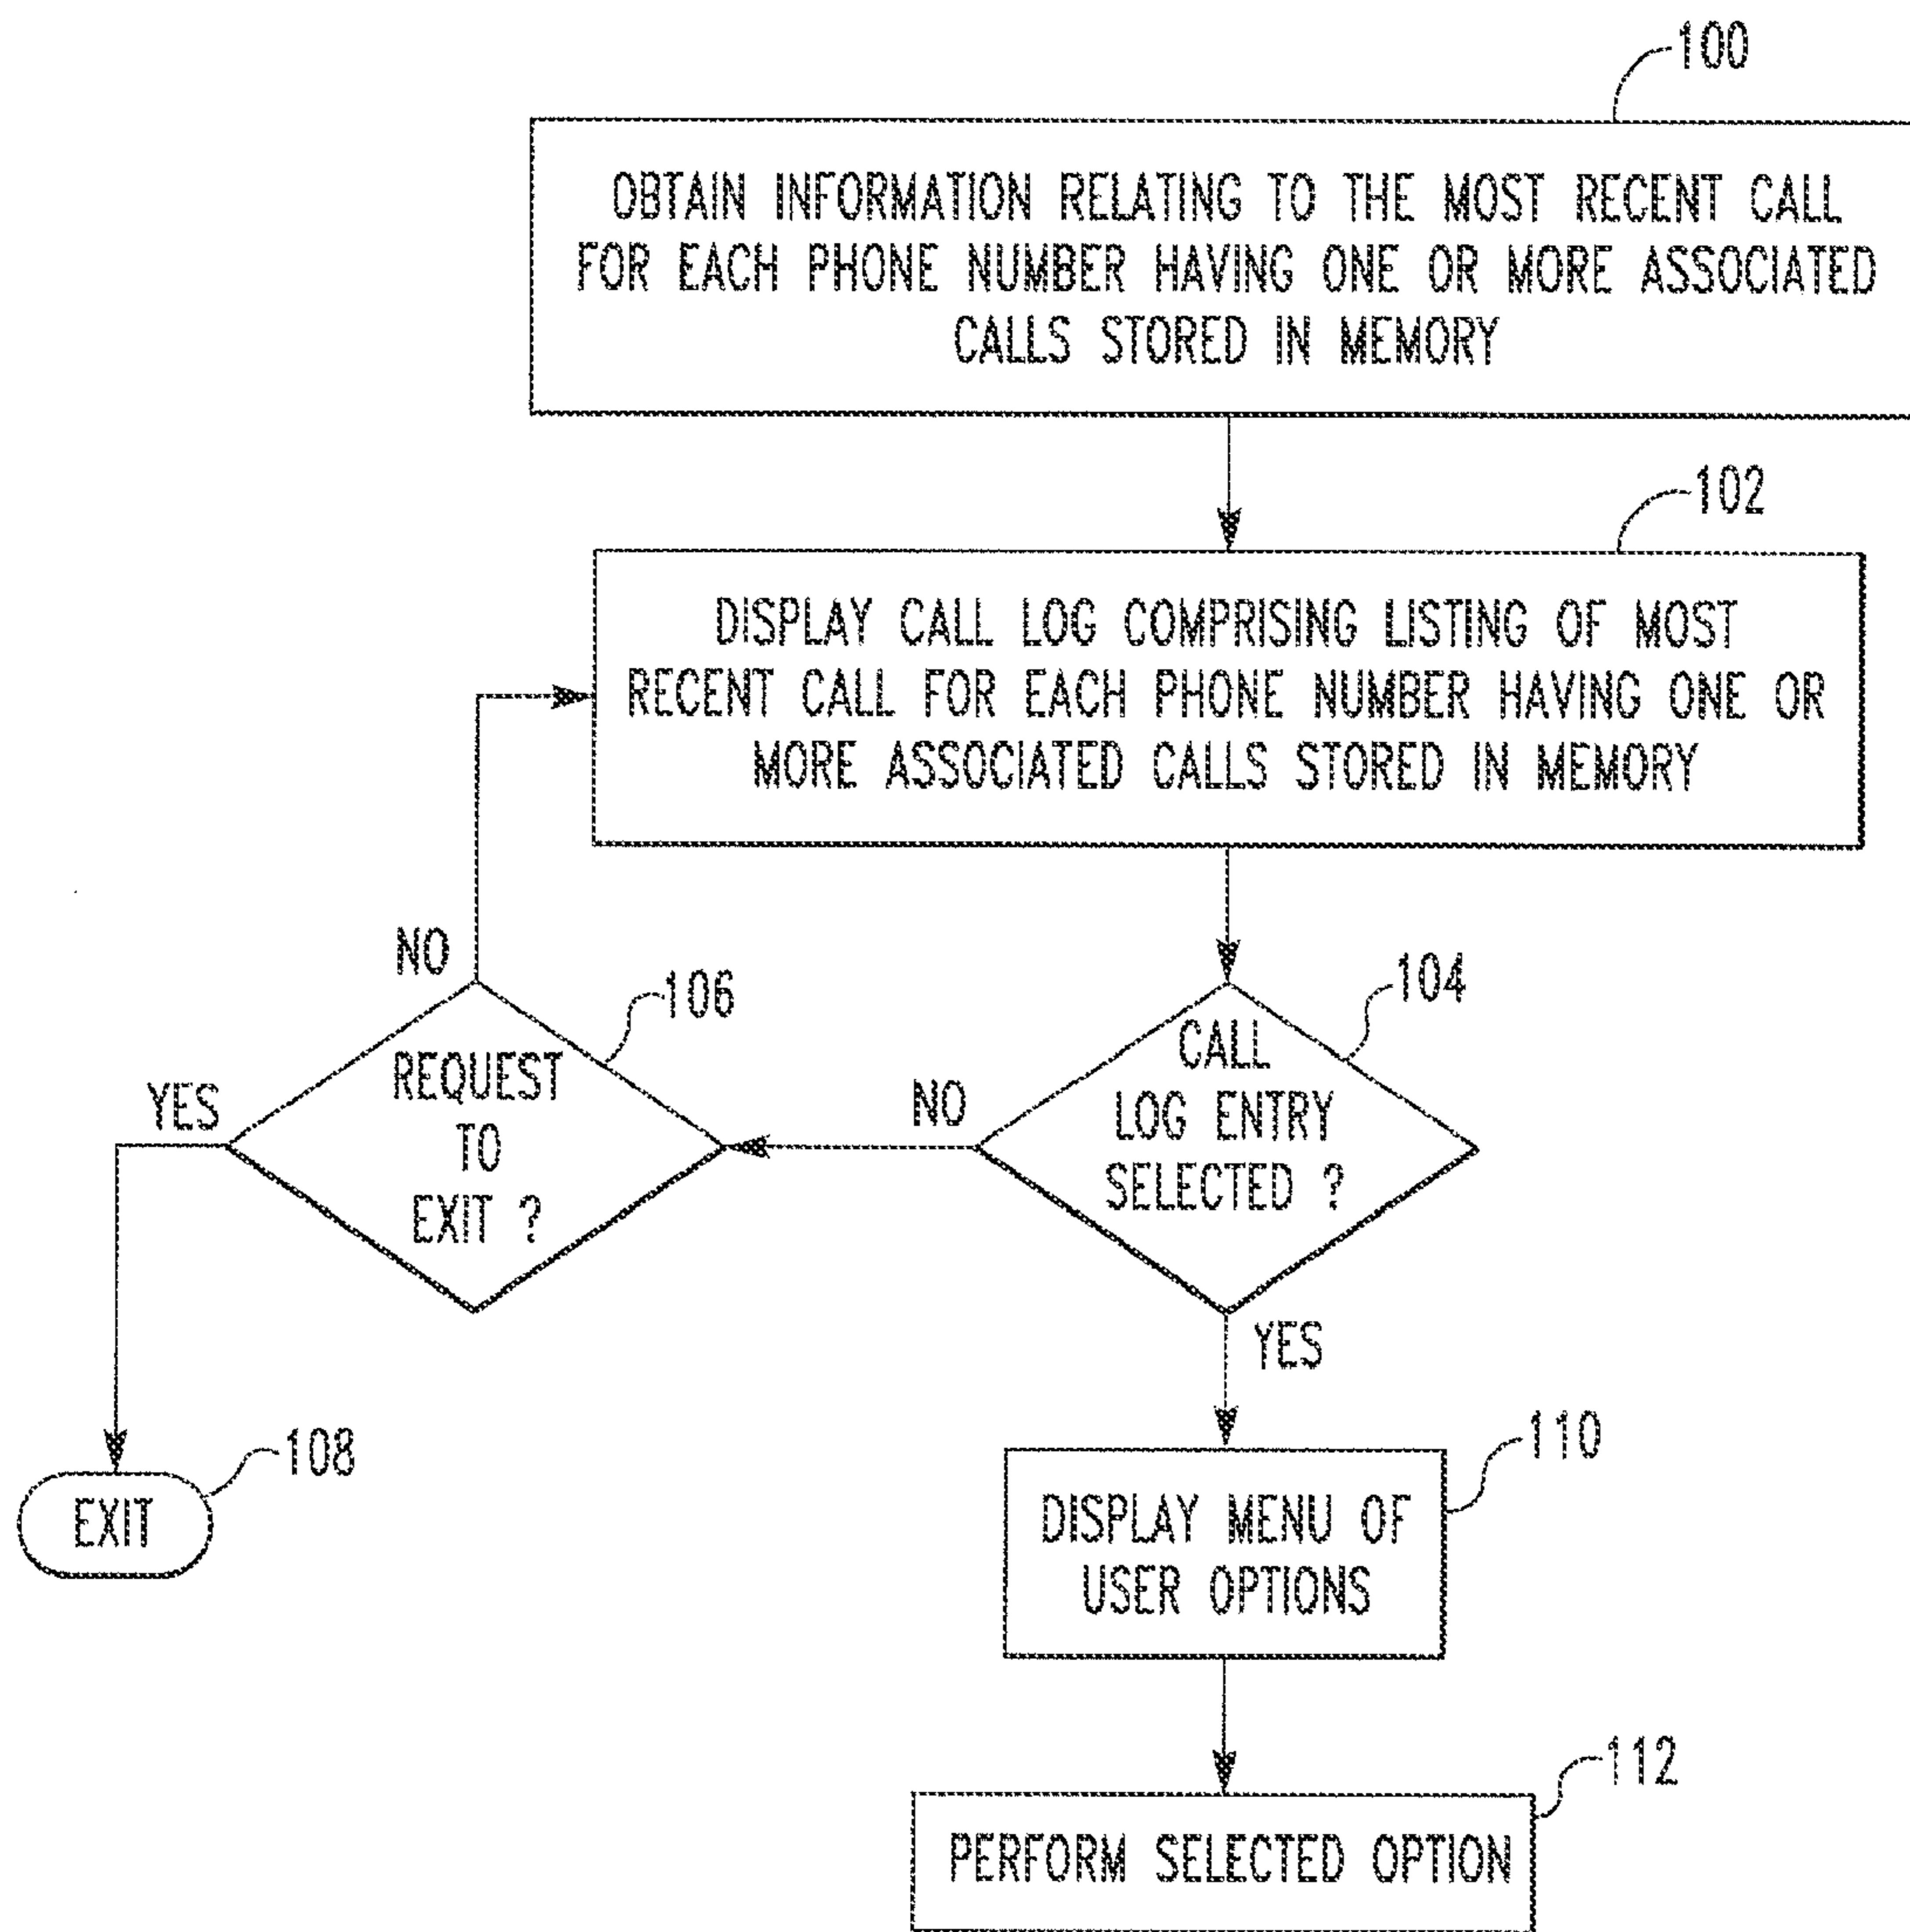 100
OBTAIN INFORMATION RELATING TO THE MOST RECENT CALL
FOR EACH PHONE NUMBER HAVING ONE OR MORE ASSOCIATED
CALLS STORED IN MEMORY
102
DISPLAY CALL LOG COMPRISING LISTING OF MOST
RECENT CALL FOR EACH PHONE NUMBER HAVING ONE OR
MORE ASSOCIATED CALLS STORED IN MEMORY
NO
106
104
REQUEST
TO
EXIT ?
YES
NO
CALL
LOG ENTRY
SELECTED ?
YES
108
EXIT
110
DISPLAY MENU OF
USER OPTIONS
112
PERFORM SELECTED OPTION